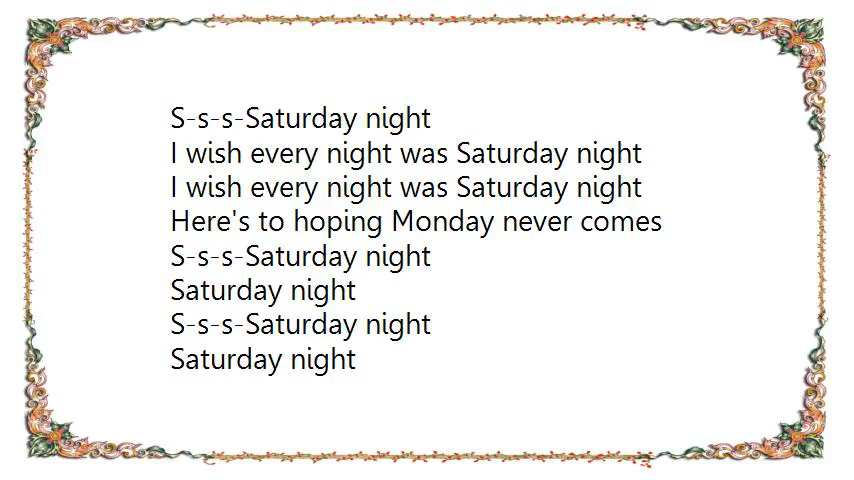 S-s-s-Saturday night
I wish every night was Saturday night
I wish every night was Saturday night
Here's to hoping Monday never comes
S-s-s-Saturday night
Saturday night
S-s-s-Saturday night
Saturday night